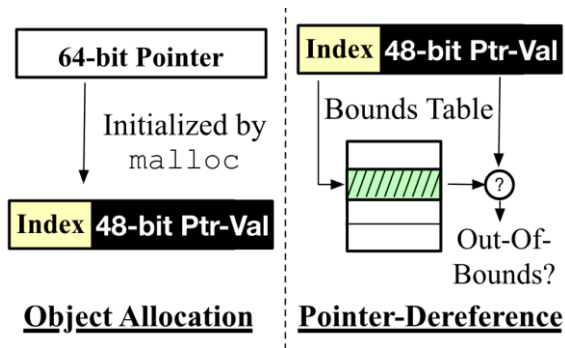 64-bit Pointer
Initialized by
malloc
Index 48-bit Ptr-Val
Object Allocation
Index 48-bit Ptr-Val
Bounds Table
?
Out-Of-
Bounds?
Pointer-Dereference